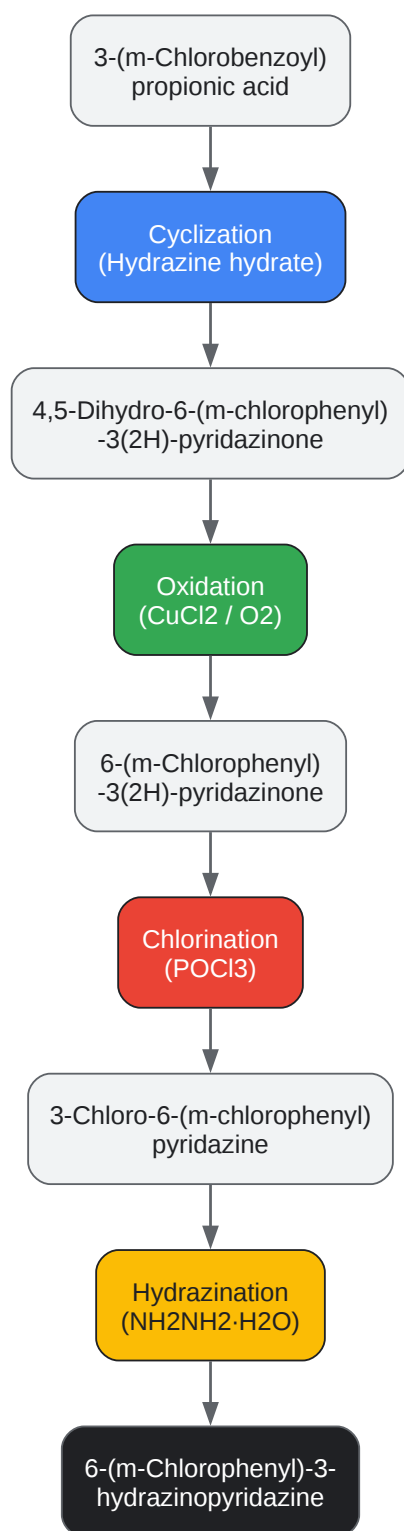 3-(m-Chlorobenzoyl)
propionic acid
Cyclization
(Hydrazine hydrate)
4,5-Dihydro-6-(m-chlorophenyl)
-3(2H)-pyridazinone
Oxidation
(CuCl2 / O2)
6-(m-Chlorophenyl)
-3(2H)-pyridazinone
Chlorination
(POCl3)
3-Chloro-6-(m-chlorophenyl)
pyridazine
Hydrazination
(NH2NH2·H2O)
6-(m-Chlorophenyl)-3-
hydrazinopyridazine